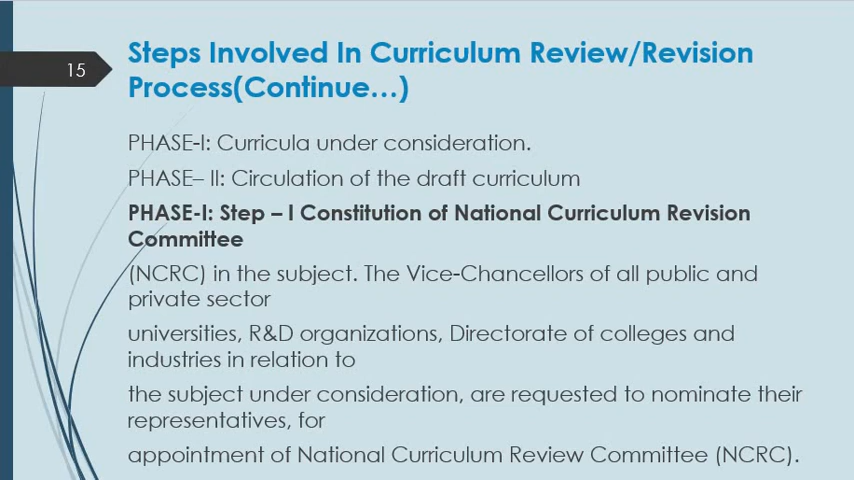 Steps Involved In Curriculum Review/Revision
15
Process(Continue...)
PHASE-I: Curricula under consideration.
PHASE– II: Circulation of the draft curriculum
PHASE-I: Step – I Constitution of National Curriculum Revision
Committee
(NCRC) in the subject. The Vice-Chancellors of all public and
private sector
universities, R&D organizations, Directorate of colleges and
industries in relation to
the subject under consideration, are requested to nominate their
representatives, for
appointment of National Curriculum Review Committee (NCRC).